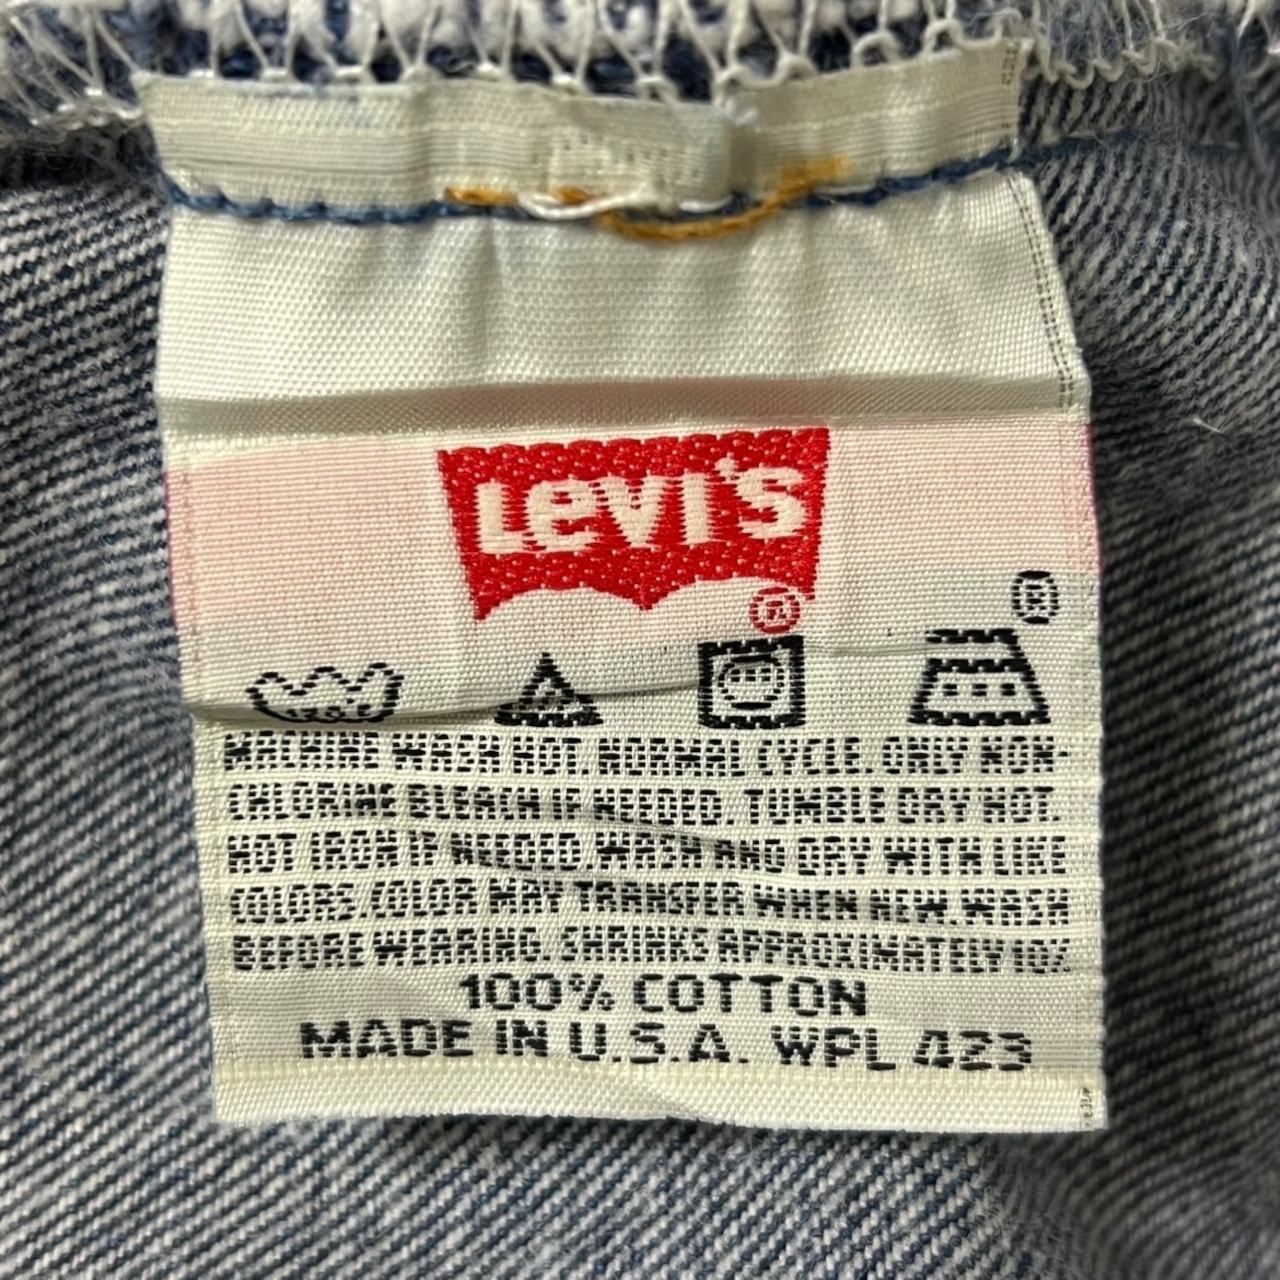 Levi's
®
®
MACHINE WASH HOT. NORMAL CYCLE. ONLY NON-
CHLORINE BLEACH IF NEEDED. TUMBLE DRY HOT.
HOT IRON IF NEEDED. WASH AND DRY WITH LIKE
COLORS. COLOR MAY TRANSFER WHEN NEW. WASH
BEFORE WEARING. SHRINKS APPROXIMATELY 10%
100% COTTON
MADE IN U.S.A. WPL 423